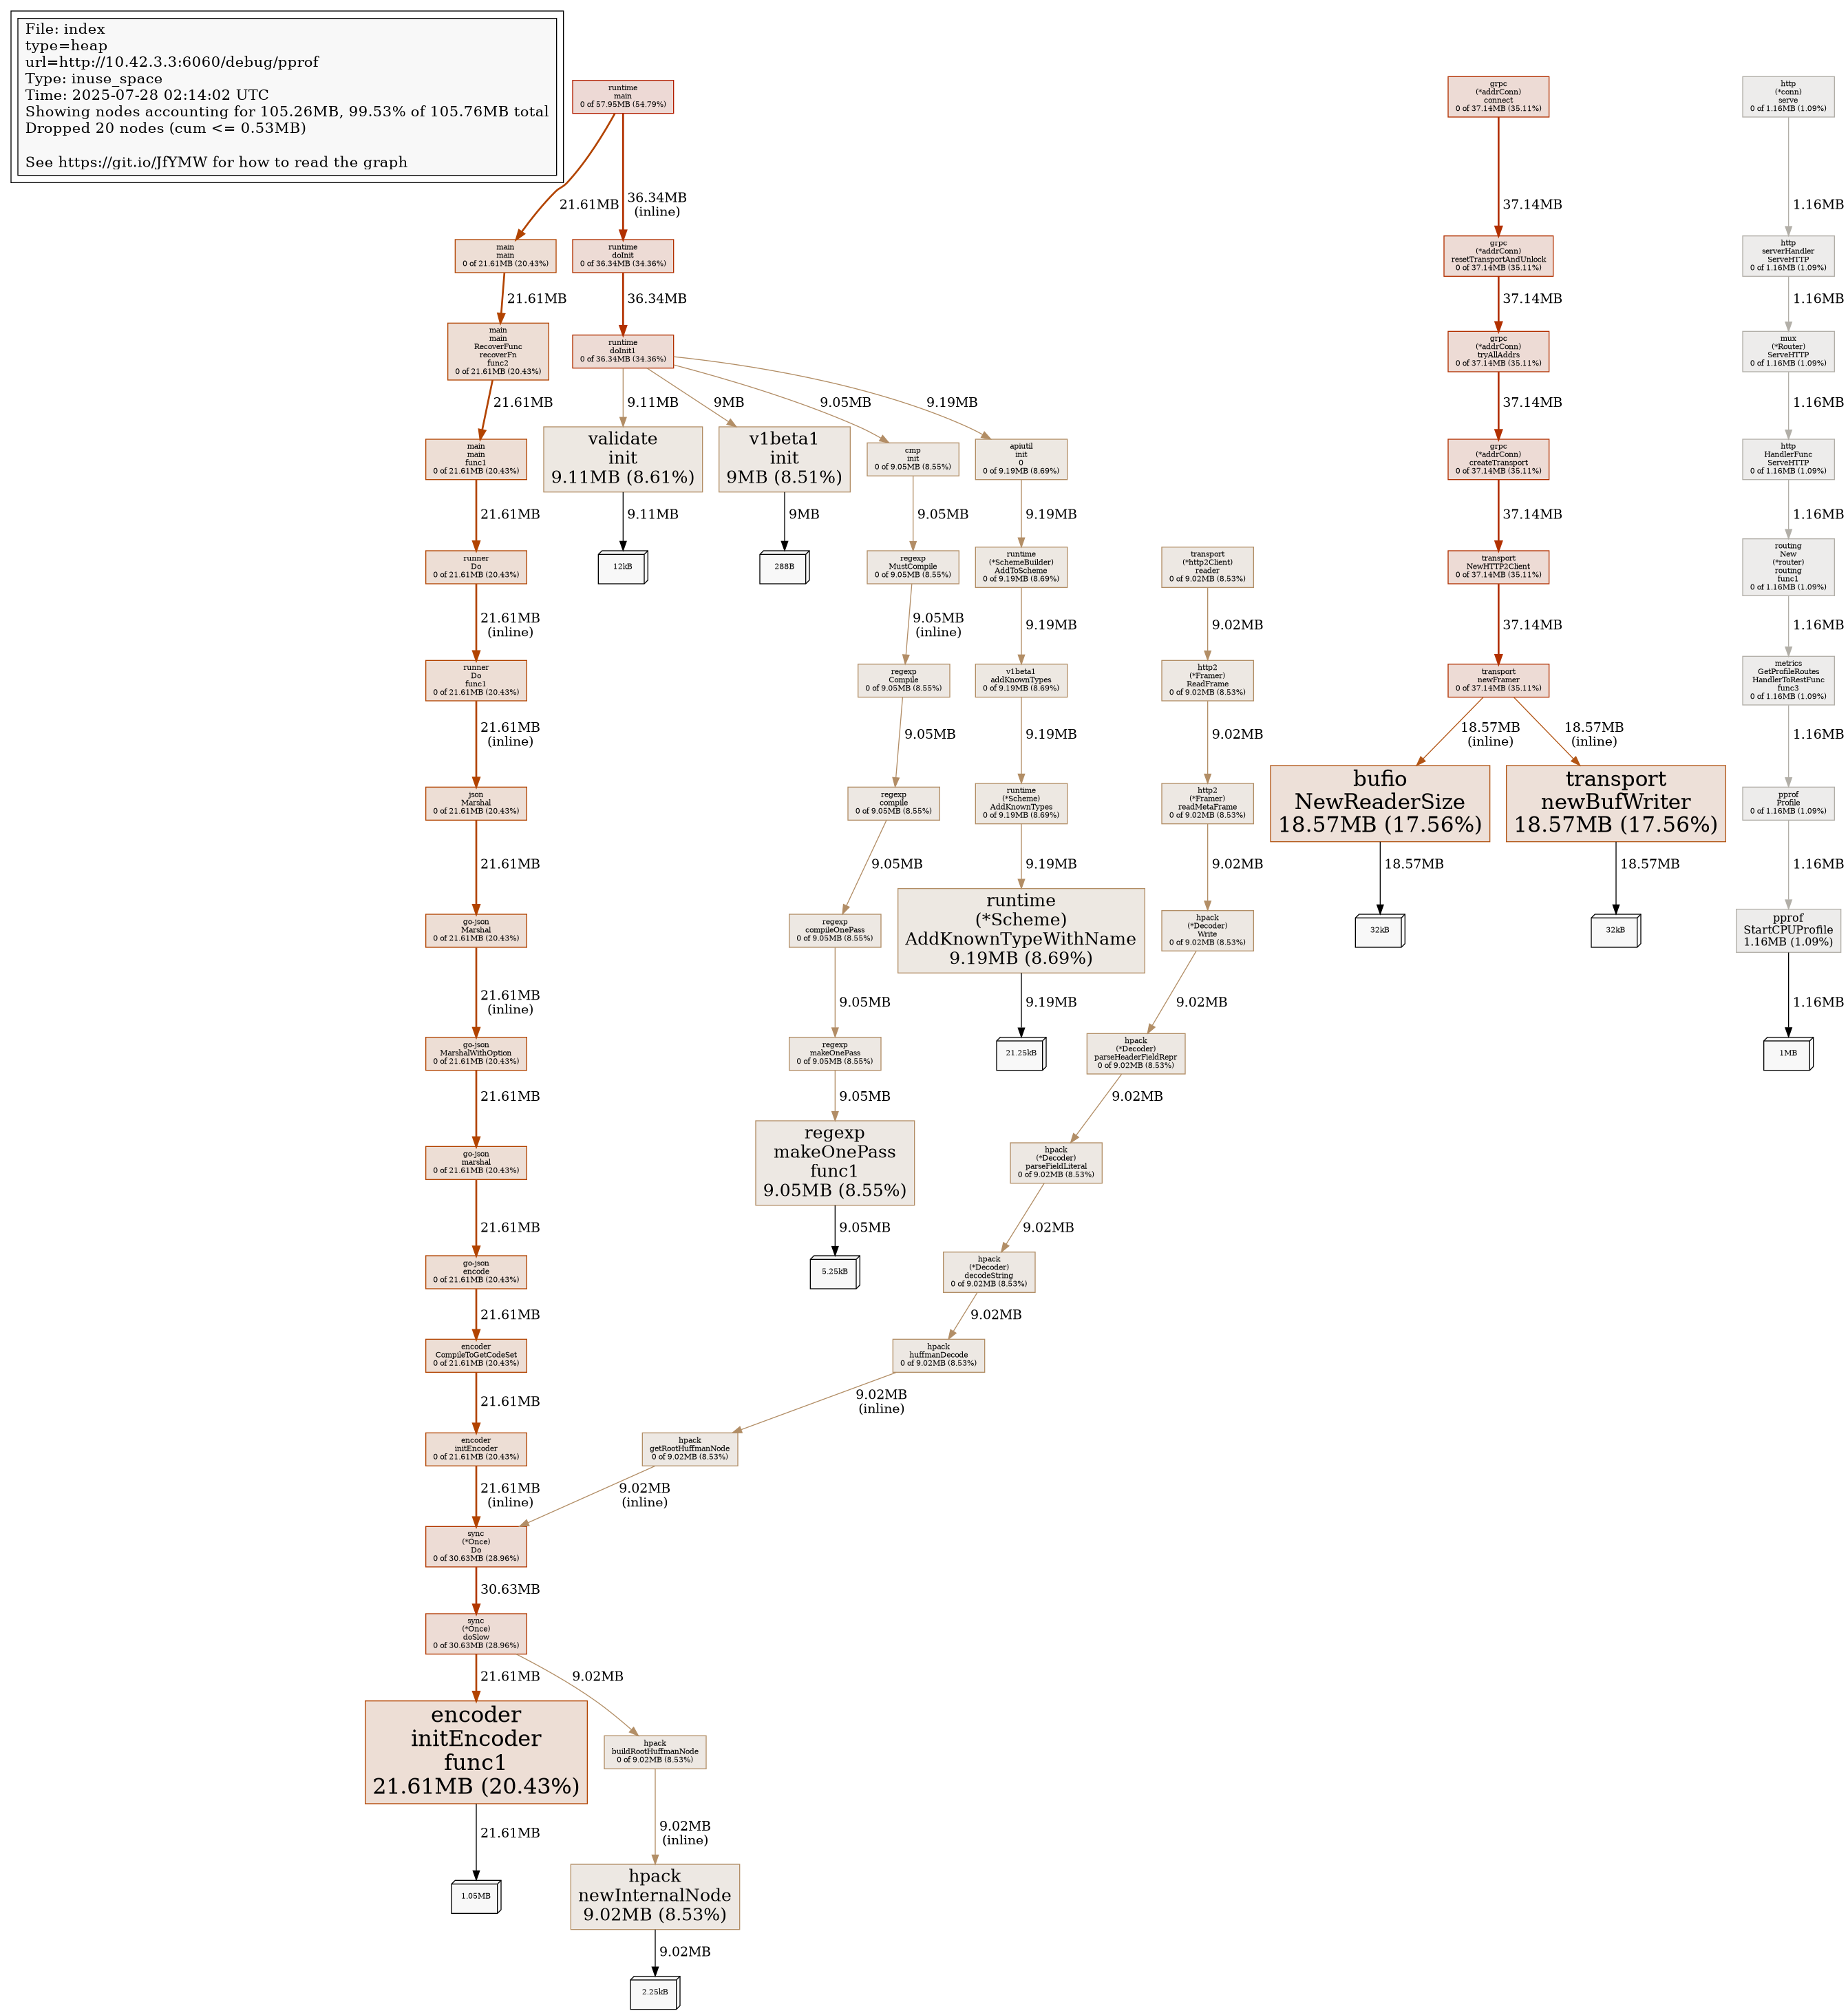 File: index
type=heap
url=http://10.42.3.3:6060/debug/pprof
Type: inuse_space
Time: 2025-07-28 02:14:02 UTC
Showing nodes accounting for 105.26MB, 99.53% of 105.76MB total
Dropped 20 nodes (cum <= 0.53MB)
See https://git.io/JfYMW for how to read the graph
runtime
main
0 of 57.95MB (54.79%)
21.61MB
36.34MB
(inline)
main
main
0 of 21.61MB (20.43%)
21.61MB
main
main
RecoverFunc
recoverFn
func2
0 of 21.61MB (20.43%)
21.61MB
main
main
func1
0 of 21.61MB (20.43%)
21.61MB
runner
Do
0 of 21.61MB (20.43%)
21.61MB
(inline)
runner
Do
func1
0 of 21.61MB (20.43%)
21.61MB
(inline)
json
Marshal
0 of 21.61MB (20.43%)
21.61MB
go-json
Marshal
0 of 21.61MB (20.43%)
21.61MB
(inline)
go-json
MarshalWithOption
0 of 21.61MB (20.43%)
21.61MB
go-json
marshal
0 of 21.61MB (20.43%)
21.61MB
go-json
encode
0 of 21.61MB (20.43%)
21.61MB
encoder
CompileToGetCodeSet
0 of 21.61MB (20.43%)
21.61MB
encoder
initEncoder
0 of 21.61MB (20.43%)
21.61MB
(inline)
sync
(*Once)
Do
0 of 30.63MB (28.96%)
30.63MB
sync
(*Once)
doSlow
0 of 30.63MB (28.96%)
21.61MB
9.02MB
encoder
initEncoder
func1
21.61MB (20.43%)
21.61MB
1.05MB
hpack
buildRootHuffmanNode
0 of 9.02MB (8.53%)
9.02MB
(inline)
hpack
newInternalNode
9.02MB (8.53%)
9.02MB
2.25kB
runtime
doInit
0 of 36.34MB (34.36%)
36.34MB
runtime
doInit1
0 of 36.34MB (34.36%)
9.11MB
9MB
9.05MB
9.19MB
validate
init
9.11MB (8.61%)
9.11MB
12kB
v1beta1
init
9MB (8.51%)
9MB
288B
cmp
init
0 of 9.05MB (8.55%)
9.05MB
regexp
MustCompile
0 of 9.05MB (8.55%)
9.05MB
(inline)
regexp
Compile
0 of 9.05MB (8.55%)
9.05MB
regexp
compile
0 of 9.05MB (8.55%)
9.05MB
regexp
compileOnePass
0 of 9.05MB (8.55%)
9.05MB
regexp
makeOnePass
0 of 9.05MB (8.55%)
9.05MB
regexp
makeOnePass
func1
9.05MB (8.55%)
9.05MB
5.25kB
apiutil
init
0
0 of 9.19MB (8.69%)
9.19MB
runtime
(*SchemeBuilder)
AddToScheme
0 of 9.19MB (8.69%)
9.19MB
v1beta1
addKnownTypes
0 of 9.19MB (8.69%)
9.19MB
runtime
(*Scheme)
AddKnownTypes
0 of 9.19MB (8.69%)
9.19MB
runtime
(*Scheme)
AddKnownTypeWithName
9.19MB (8.69%)
9.19MB
21.25kB
transport
(*http2Client)
reader
0 of 9.02MB (8.53%)
9.02MB
http2
(*Framer)
ReadFrame
0 of 9.02MB (8.53%)
9.02MB
http2
(*Framer)
readMetaFrame
0 of 9.02MB (8.53%)
9.02MB
hpack
(*Decoder)
Write
0 of 9.02MB (8.53%)
9.02MB
hpack
(*Decoder)
parseHeaderFieldRepr
0 of 9.02MB (8.53%)
9.02MB
hpack
(*Decoder)
parseFieldLiteral
0 of 9.02MB (8.53%)
9.02MB
hpack
(*Decoder)
decodeString
0 of 9.02MB (8.53%)
9.02MB
hpack
huffmanDecode
0 of 9.02MB (8.53%)
9.02MB
(inline)
hpack
getRootHuffmanNode
0 of 9.02MB (8.53%)
9.02MB
(inline)
grpc
(*addrConn)
connect
0 of 37.14MB (35.11%)
37.14MB
grpc
(*addrConn)
resetTransportAndUnlock
0 of 37.14MB (35.11%)
37.14MB
grpc
(*addrConn)
tryAllAddrs
0 of 37.14MB (35.11%)
37.14MB
grpc
(*addrConn)
createTransport
0 of 37.14MB (35.11%)
37.14MB
transport
NewHTTP2Client
0 of 37.14MB (35.11%)
37.14MB
transport
newFramer
0 of 37.14MB (35.11%)
18.57MB
(inline)
18.57MB
(inline)
bufio
NewReaderSize
18.57MB (17.56%)
18.57MB
32kB
transport
newBufWriter
18.57MB (17.56%)
18.57MB
32kB
http
(*conn)
serve
0 of 1.16MB (1.09%)
1.16MB
http
serverHandler
ServeHTTP
0 of 1.16MB (1.09%)
1.16MB
mux
(*Router)
ServeHTTP
0 of 1.16MB (1.09%)
1.16MB
http
HandlerFunc
ServeHTTP
0 of 1.16MB (1.09%)
1.16MB
routing
New
(*router)
routing
func1
0 of 1.16MB (1.09%)
1.16MB
metrics
GetProfileRoutes
HandlerToRestFunc
func3
0 of 1.16MB (1.09%)
1.16MB
pprof
Profile
0 of 1.16MB (1.09%)
1.16MB
pprof
StartCPUProfile
1.16MB (1.09%)
1.16MB
1MB